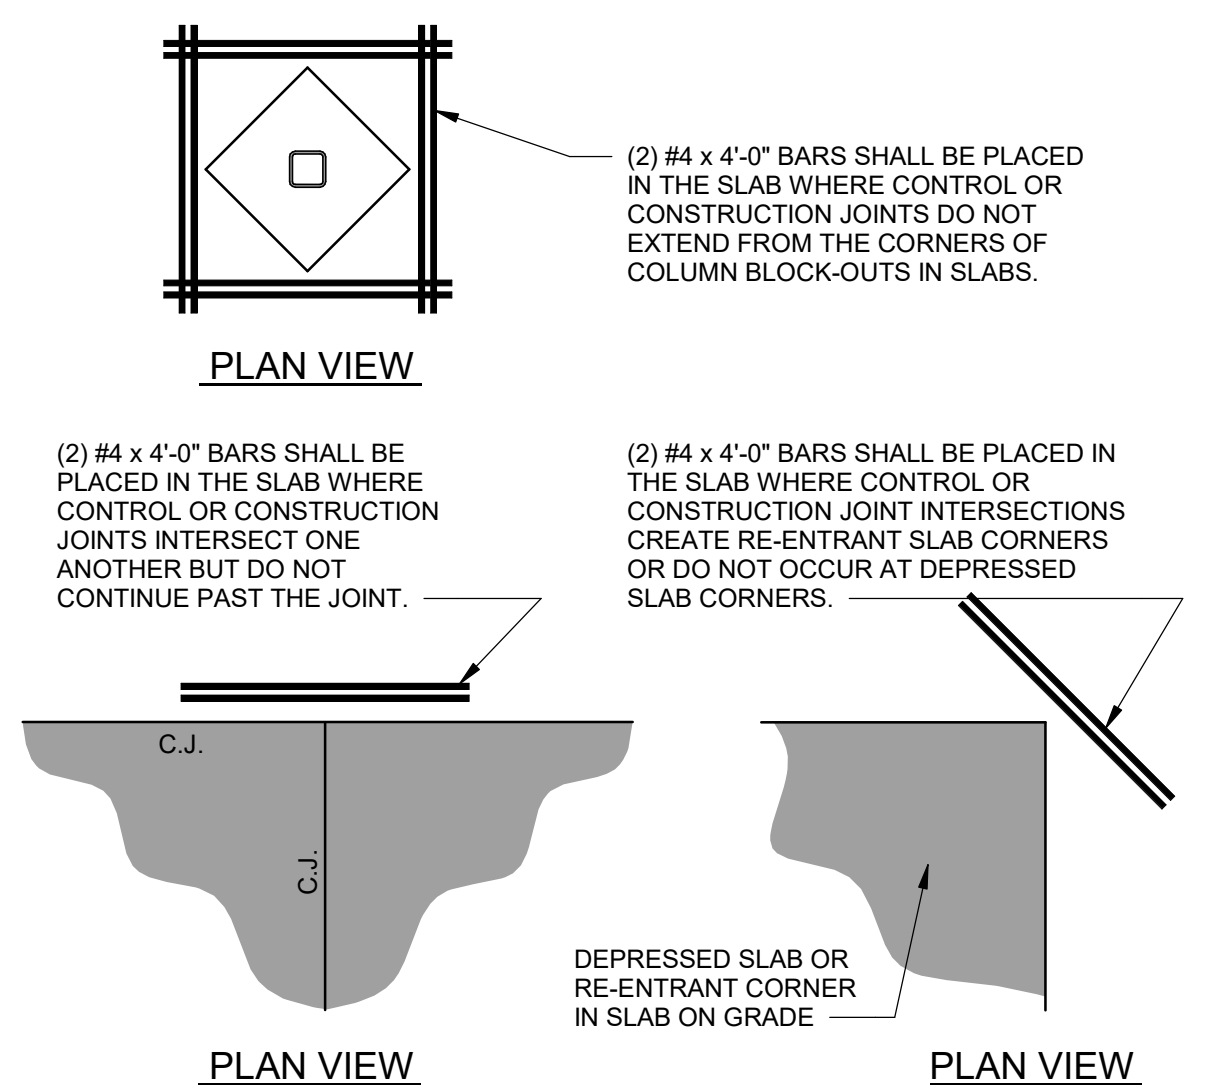 (2) #4 x 4'-0" BARS SHALL BE PLACED
IN THE SLAB WHERE CONTROL OR
CONSTRUCTION JOINTS DO NOT
EXTEND FROM THE CORNERS OF
COLUMN BLOCK-OUTS IN SLABS.
PLAN VIEW
(2) #4 x 4'-0" BARS SHALL BE
PLACED IN THE SLAB WHERE
CONTROL OR CONSTRUCTION
JOINTS INTERSECT ONE
ANOTHER BUT DO NOT
CONTINUE PAST THE JOINT.
(2) #4 x 4'-0" BARS SHALL BE PLACED IN
THE SLAB WHERE CONTROL OR
CONSTRUCTION JOINT INTERSECTIONS
CREATE RE-ENTRANT SLAB CORNERS
OR DO NOT OCCUR AT DEPRESSED
SLAB CORNERS.
C.J.
C.J.
DEPRESSED SLAB OR
RE-ENTRANT CORNER
IN SLAB ON GRADE
PLAN VIEW
PLAN VIEW